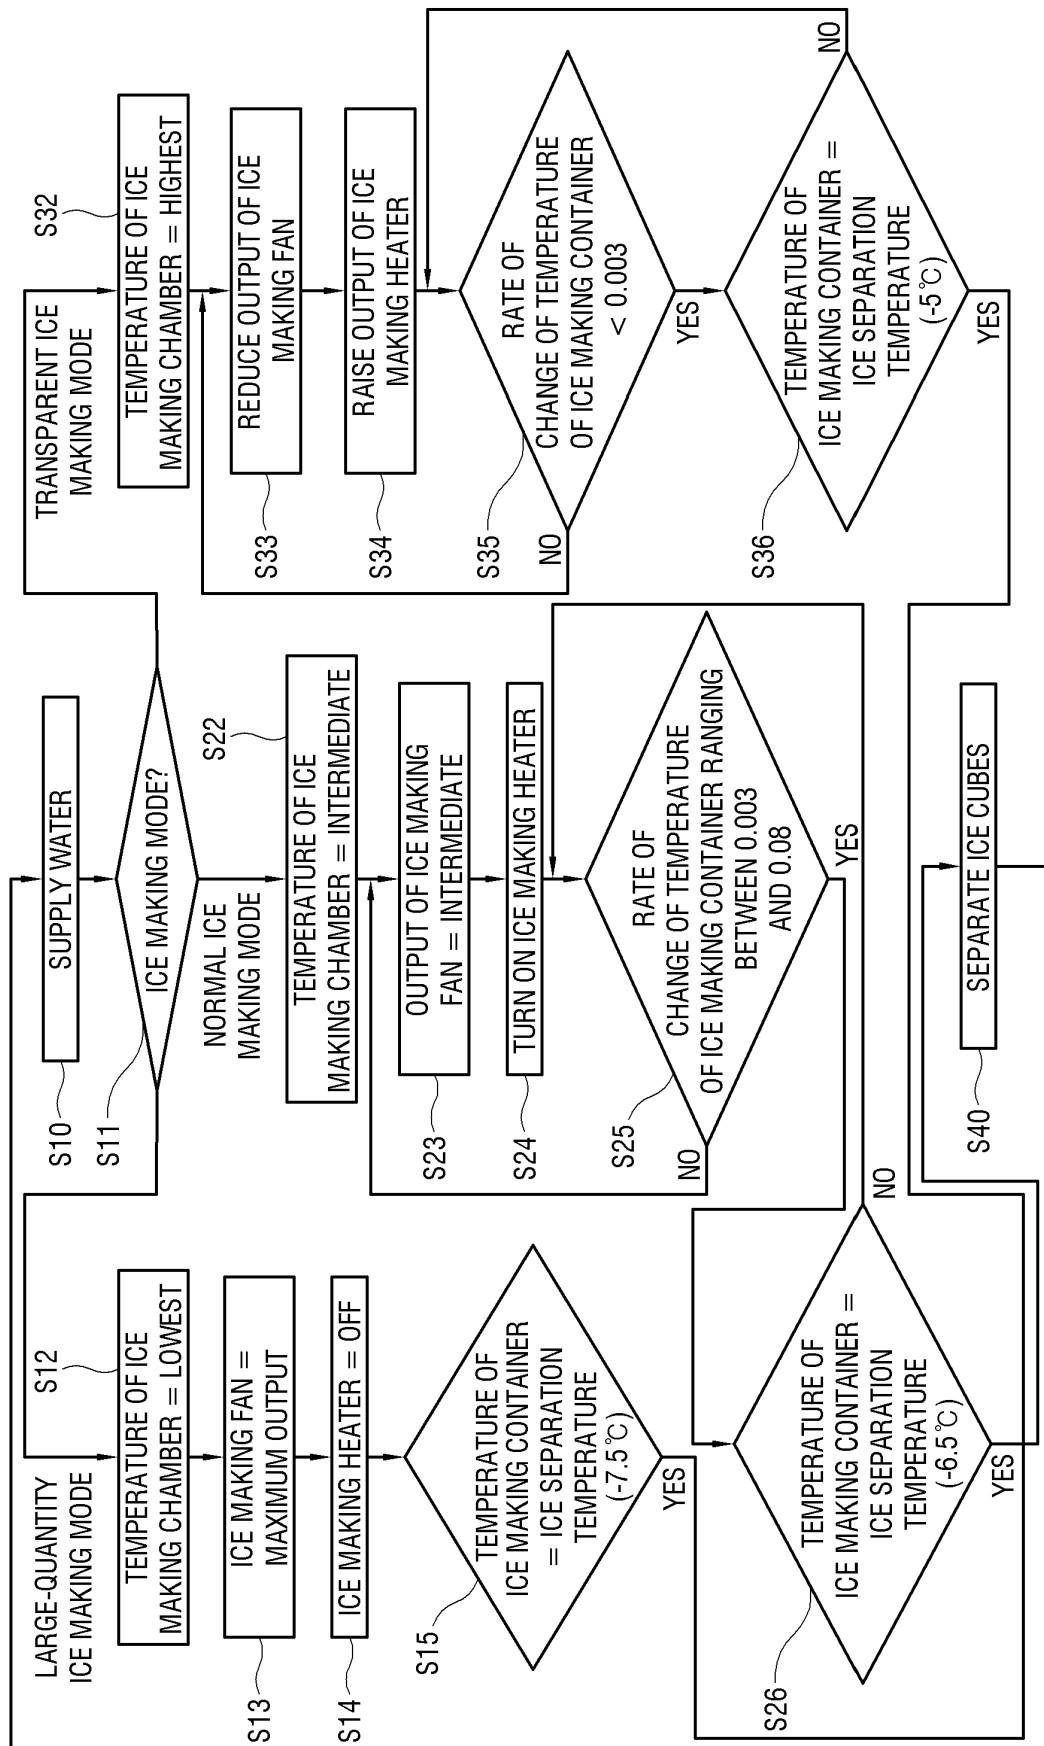 SUPPLY WATER
S10
ICE MAKING MODE?
S11
LARGE-QUANTITY
ICE MAKING MODE
S12
TEMPERATURE OF ICE
MAKING CHAMBER = LOWEST
ICE MAKING FAN =
MAXIMUM OUTPUT
S13
ICE MAKING HEATER = OFF
S14
TEMPERATURE OF
ICE MAKING CONTAINER
= ICE SEPARATION
TEMPERATURE
(-7.5℃)
S15
YES
NORMAL ICE
MAKING MODE
S22
TEMPERATURE OF ICE
MAKING CHAMBER = INTERMEDIATE
OUTPUT OF ICE MAKING
FAN = INTERMEDIATE
S23
TURN ON ICE MAKING HEATER
S24
RATE OF
CHANGE OF TEMPERATURE
OF ICE MAKING CONTAINER RANGING
BETWEEN 0.003
AND 0.08
S25
NO
YES
TEMPERATURE OF
ICE MAKING CONTAINER =
ICE SEPARATION
TEMPERATURE
(-6.5℃)
S26
NO
YES
TRANSPARENT ICE
MAKING MODE
S32
TEMPERATURE OF ICE
MAKING CHAMBER = HIGHEST
REDUCE OUTPUT OF ICE
MAKING FAN
S33
RAISE OUTPUT OF ICE
MAKING HEATER
S34
RATE OF
CHANGE OF TEMPERATURE
OF ICE MAKING CONTAINER
< 0.003
S35
NO
YES
TEMPERATURE OF
ICE MAKING CONTAINER =
ICE SEPARATION
TEMPERATURE
(-5℃)
S36
NO
YES
SEPARATE ICE CUBES
S40